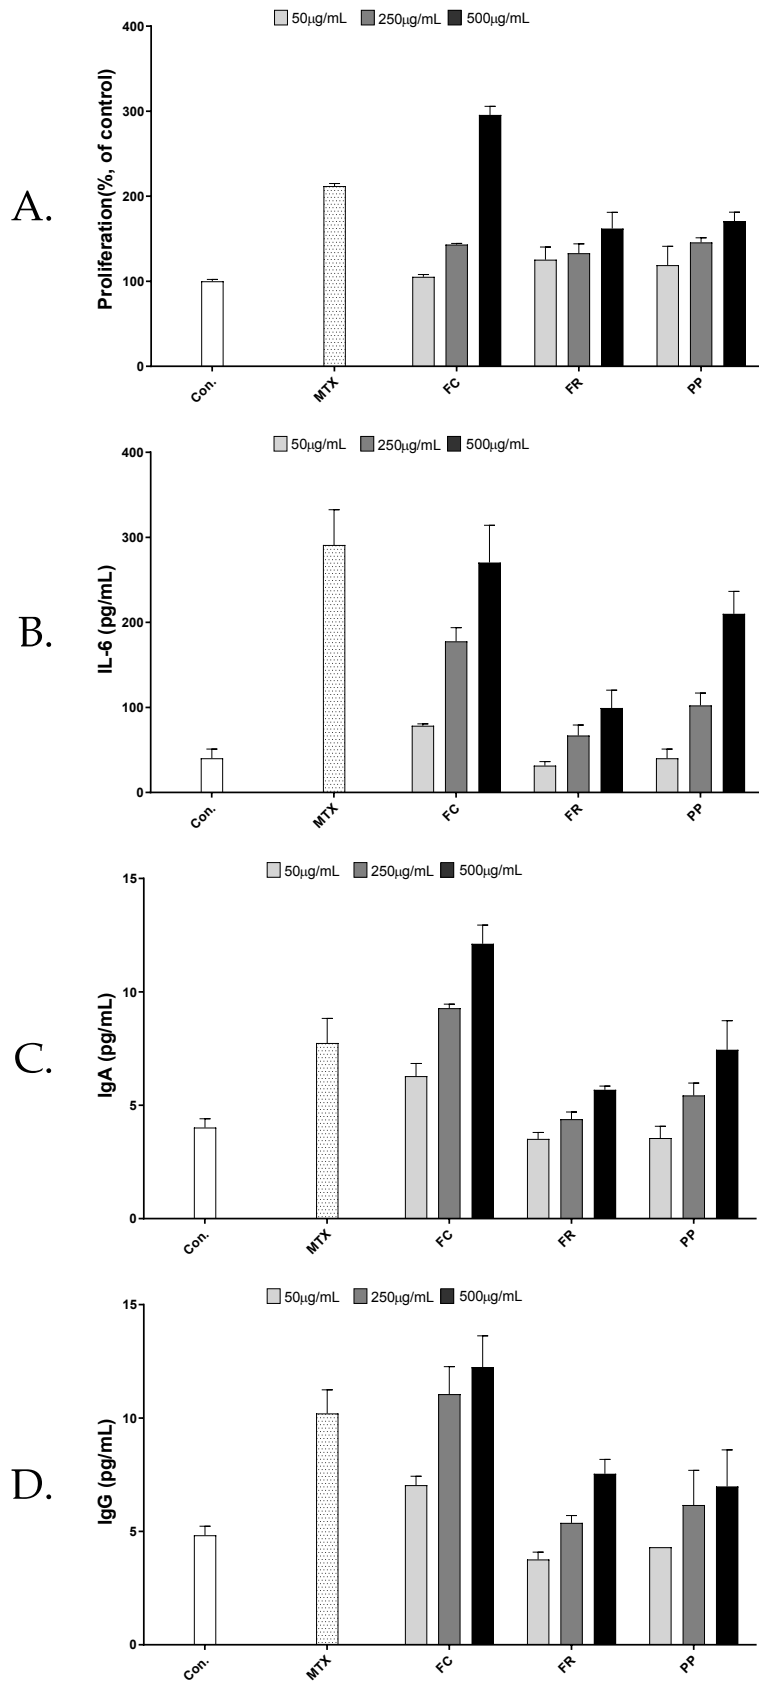 50µg/mL 250µg/mL 500µg/mL
A.
Proliferation(%, of control)
400
300
200
100
0
Con. MTX FC FR PP
50µg/mL 250µg/mL 500µg/mL
B.
IL-6 (pg/mL)
400
300
200
100
0
Con. MTX FC FR PP
50µg/mL 250µg/mL 500µg/mL
C.
IgA (pg/mL)
15
10
5
0
Con. MTX FC FR PP
50µg/mL 250µg/mL 500µg/mL
D.
IgG (pg/mL)
15
10
5
0
Con. MTX FC FR PP